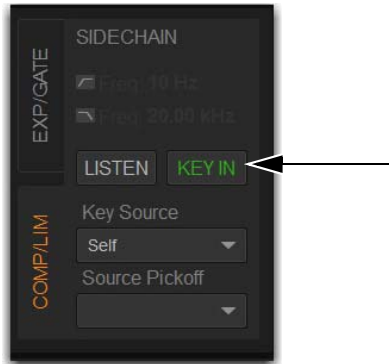 SIDECHAIN
EXP/GATE
Freq: 10 Hz
Freq: 20.00 kHz
LISTEN
KEY IN
COMP/LIM
Key Source
Self
Source Pickoff